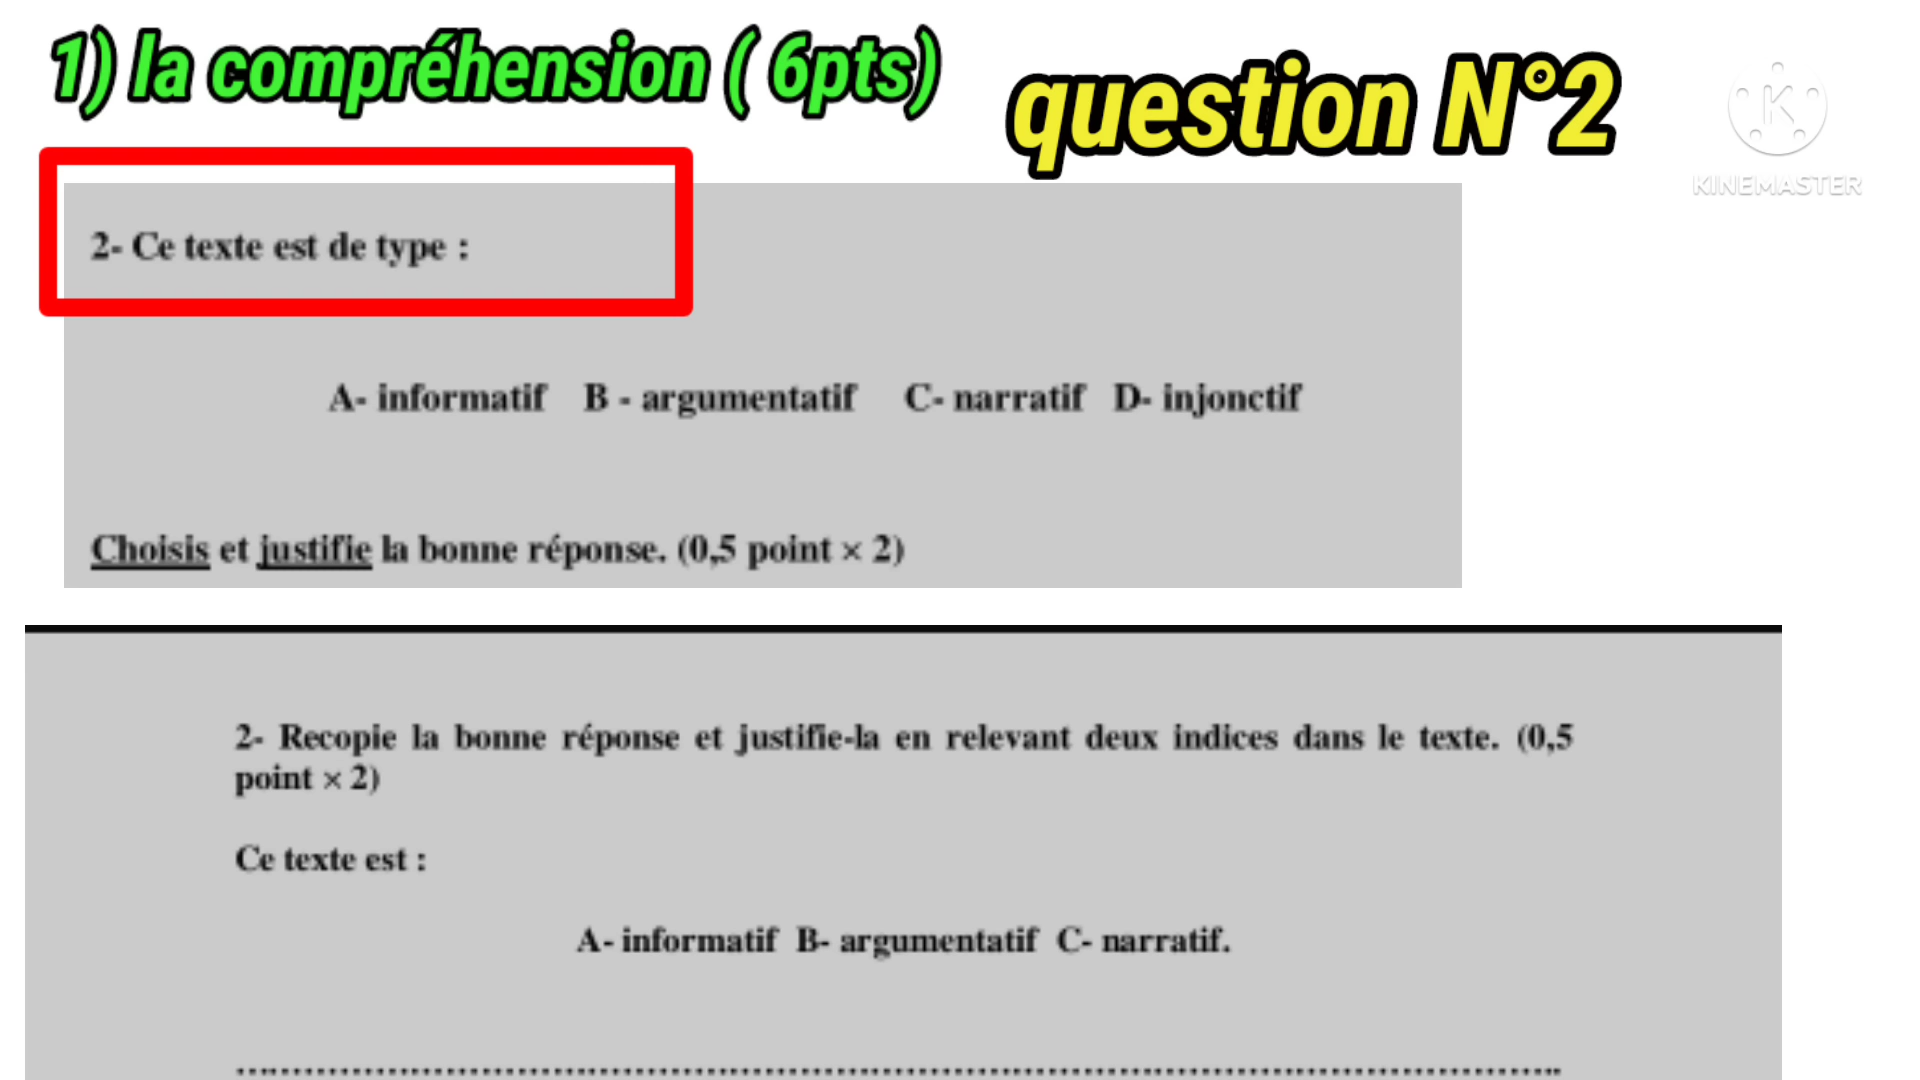 1) la compréhension ( 6pts)
question N°2
KINEMASTER
2- Ce texte est de type :
A- informatif B - argumentatif C- narratif D- injonctif
Choisis et justifie la bonne réponse. (0,5 point × 2)
2- Recopie la bonne réponse et justifie-la en relevant deux indices dans le texte. (0,5
point × 2)
Ce texte est :
A- informatif B- argumentatif C- narratif.